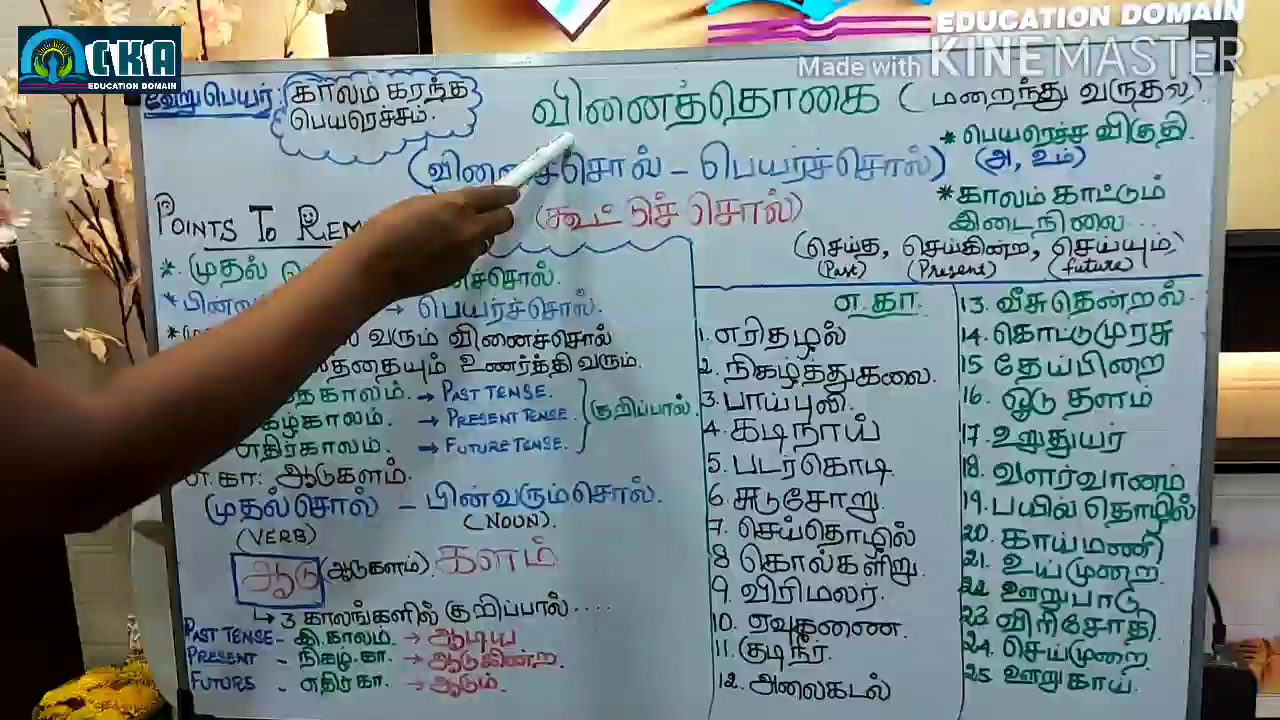 CKA
EDUCATION DOMAIN
EDUCATION DOMAIN
Made with KINEMASTER
வேறுபெயர்: காலம் கரந்த
பெயரெச்சம்.
வினைத்தொகை (மறைந்து வருதல்)
* பெயரெச்ச விகுதி.
(அ, உம்)
(வினைச்சொல் - பெயர்ச்சொல்)
(கூட்டுச் சொல்)
* காலம் காட்டும்
இடைநிலை...
(செய்த, செய்கின்ற, செய்யும்)
(Past) (Present) (future)
POINTS TO
*. முதல்
* → பெயர்ச்சொல்.
வரும் வினைச்சொல்
உணர்த்தி வரும்.
→ PAST TENSE.
→ PRESENT TENSE.
எதிர்காலம். → FUTURE TENSE.
குறிப்பால்.
எ.கா: ஆடுகளம்.
முதல்சொல் - பின்வரும்சொல்.
(VERB) (NOUN).
ஆடு (ஆடுகளம்). களம்
↳ 3 காலங்களில் குறிப்பால்....
PAST TENSE - இ.காலம். → ஆடிய
PRESENT - நிகழ்.கா. → ஆடுகின்ற.
FUTURE - எதிர்கா. → ஆடும்.
எ.கா.
1. எரிதழல்
2. நிகழ்த்துகலை.
3. பாய்புலி.
4. கடிநாய்
5. படர்கொடி.
6. சுடுசோறு.
7. செய்தொழில்
8 கொல்களிறு.
9. விரிமலர்.
10. ஏவுகணை.
11. குடிநீர்.
12. அலைகடல்
13. வீசுதென்றல்.
14. கொட்டுமுரசு
15 தேய்பிறை
16. ஓடு தளம்
17. உறுதுயர்
18. வளர்வானம்
19. பயில்தொழில்
20. காய்மணி
21. உய்முறை.
22 ஊறுபாடு
23. விரிசோதி.
24. செய்முறை.
25. ஊறுகாய்.